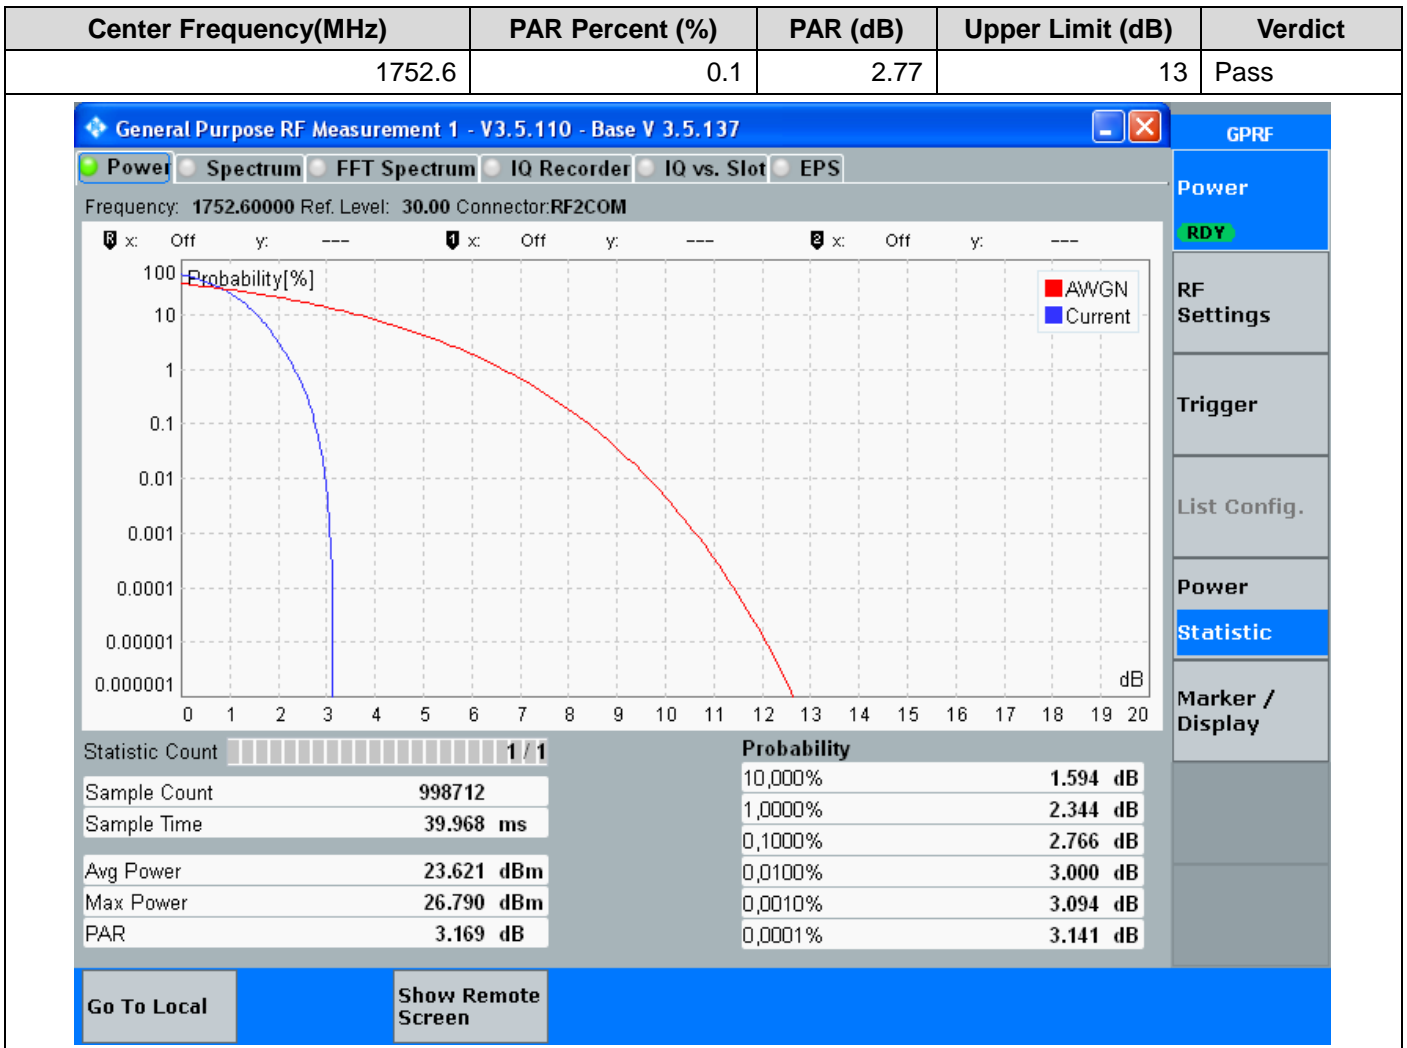 Center Frequency(MHz) PAR Percent (%) PAR (dB) Upper Limit (dB) Verdict
1752.6 0.1 2.77 13 Pass
General Purpose RF Measurement 1 - V3.5.110 - Base V 3.5.137
GPRF
Power Spectrum FFT Spectrum IQ Recorder IQ vs. Slot EPS
Power
RDY
Frequency: 1752.60000 Ref. Level: 30.00 Connector:RF2COM
R x: Off y: --- 1 x: Off y: --- 2 x: Off y: ---
Probability[%]
AWGN
Current
100
10
1
0.1
0.01
0.001
0.0001
0.00001
0.000001
dB
0 1 2 3 4 5 6 7 8 9 10 11 12 13 14 15 16 17 18 19 20
RF
Settings
Trigger
List Config.
Power
Statistic
Marker /
Display
Statistic Count 1 / 1
Sample Count 998712
Sample Time 39.968 ms
Avg Power 23.621 dBm
Max Power 26.790 dBm
PAR 3.169 dB
Probability
10,000% 1.594 dB
1,0000% 2.344 dB
0,1000% 2.766 dB
0,0100% 3.000 dB
0,0010% 3.094 dB
0,0001% 3.141 dB
Go To Local
Show Remote
Screen